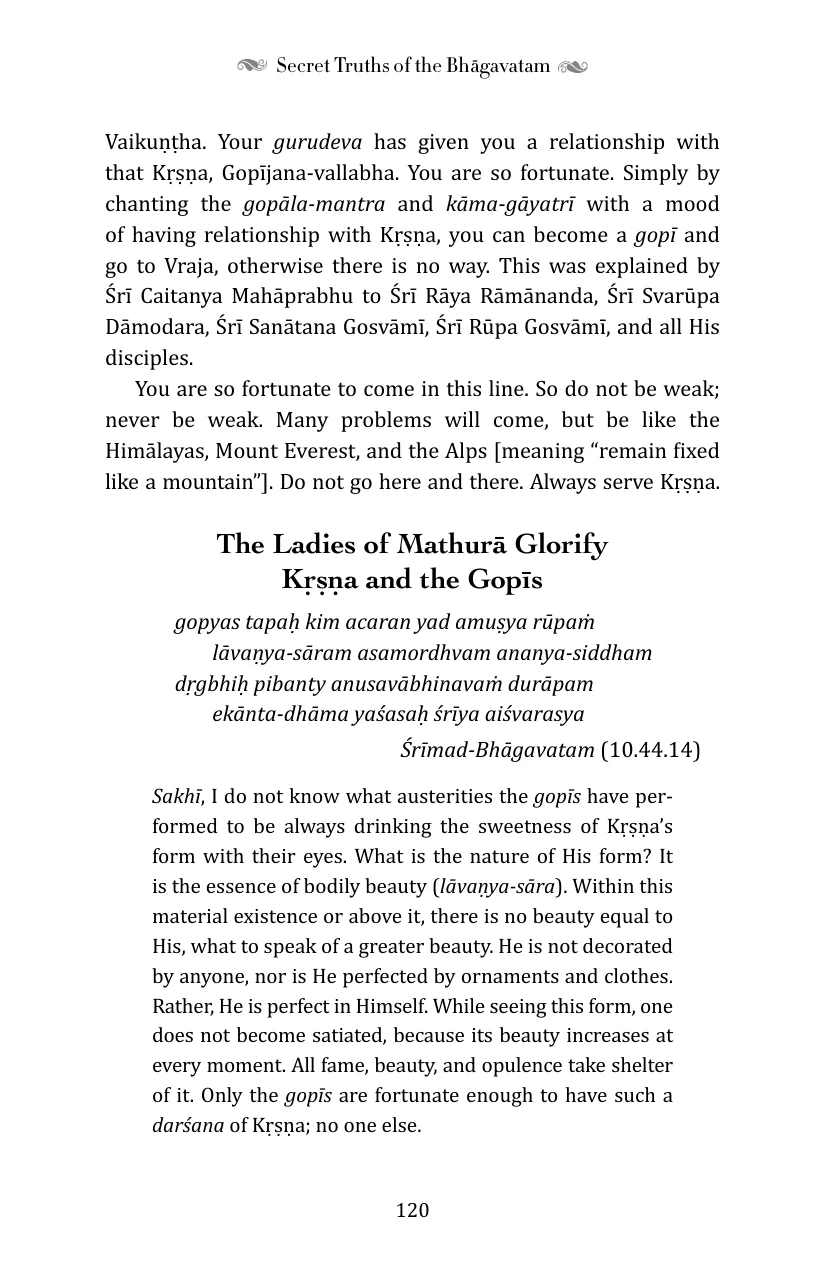 Secret Truths of the Bhāgavatam
Vaikuṇṭha. Your gurudeva has given you a relationship with
that Kṛṣṇa, Gopījana-vallabha. You are so fortunate. Simply by
chanting the gopāla-mantra and kāma-gāyatrī with a mood
of having relationship with Kṛṣṇa, you can become a gopī and
go to Vraja, otherwise there is no way. This was explained by
Śrī Caitanya Mahāprabhu to Śrī Rāya Rāmānanda, Śrī Svarūpa
Dāmodara, Śrī Sanātana Gosvāmī, Śrī Rūpa Gosvāmī, and all His
disciples.
You are so fortunate to come in this line. So do not be weak;
never be weak. Many problems will come, but be like the
Himālayas, Mount Everest, and the Alps [meaning “remain fixed
like a mountain”]. Do not go here and there. Always serve Kṛṣṇa.
The Ladies of Mathurā Glorify
Kṛṣṇa and the Gopīs
gopyas tapaḥ kim acaran yad amuṣya rūpaṁ
lāvaṇya-sāram asamordhvam ananya-siddham
dṛgbhiḥ pibanty anusavābhinavaṁ durāpam
ekānta-dhāma yaśasaḥ śrīya aiśvarasya
Śrīmad-Bhāgavatam (10.44.14)
Sakhī, I do not know what austerities the gopīs have per-
formed to be always drinking the sweetness of Kṛṣṇa’s
form with their eyes. What is the nature of His form? It
is the essence of bodily beauty (lāvaṇya-sāra). Within this
material existence or above it, there is no beauty equal to
His, what to speak of a greater beauty. He is not decorated
by anyone, nor is He perfected by ornaments and clothes.
Rather, He is perfect in Himself. While seeing this form, one
does not become satiated, because its beauty increases at
every moment. All fame, beauty, and opulence take shelter
of it. Only the gopīs are fortunate enough to have such a
darśana of Kṛṣṇa; no one else.
120